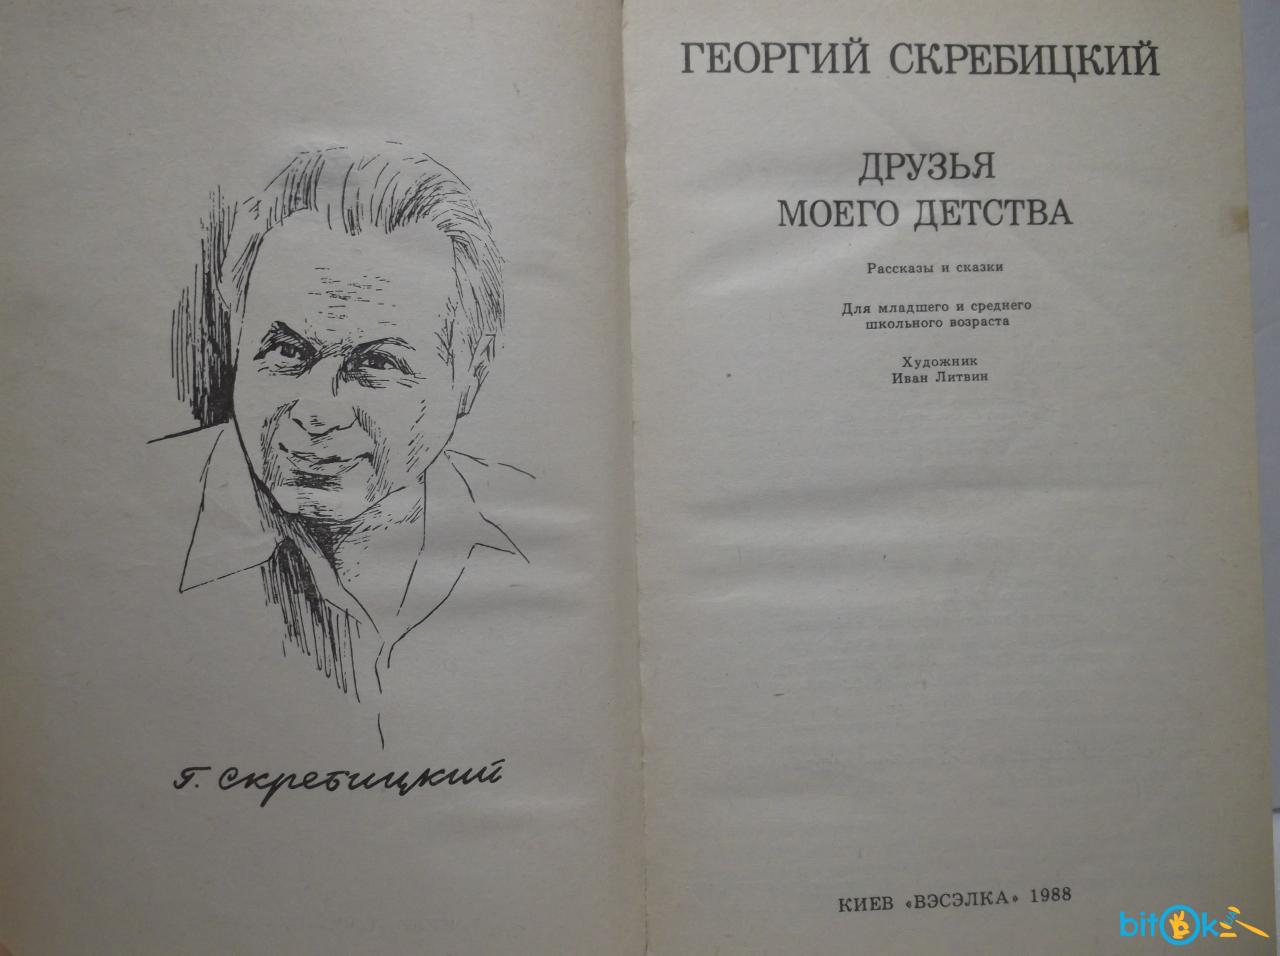 Г. Скребицкий
ГЕОРГИЙ СКРЕБИЦКИЙ
ДРУЗЬЯ
МОЕГО ДЕТСТВА
Рассказы и сказки
Для младшего и среднего
школьного возраста
Художник
Иван Литвин
КИЕВ «ВЭСЭЛКА» 1988
bitOk